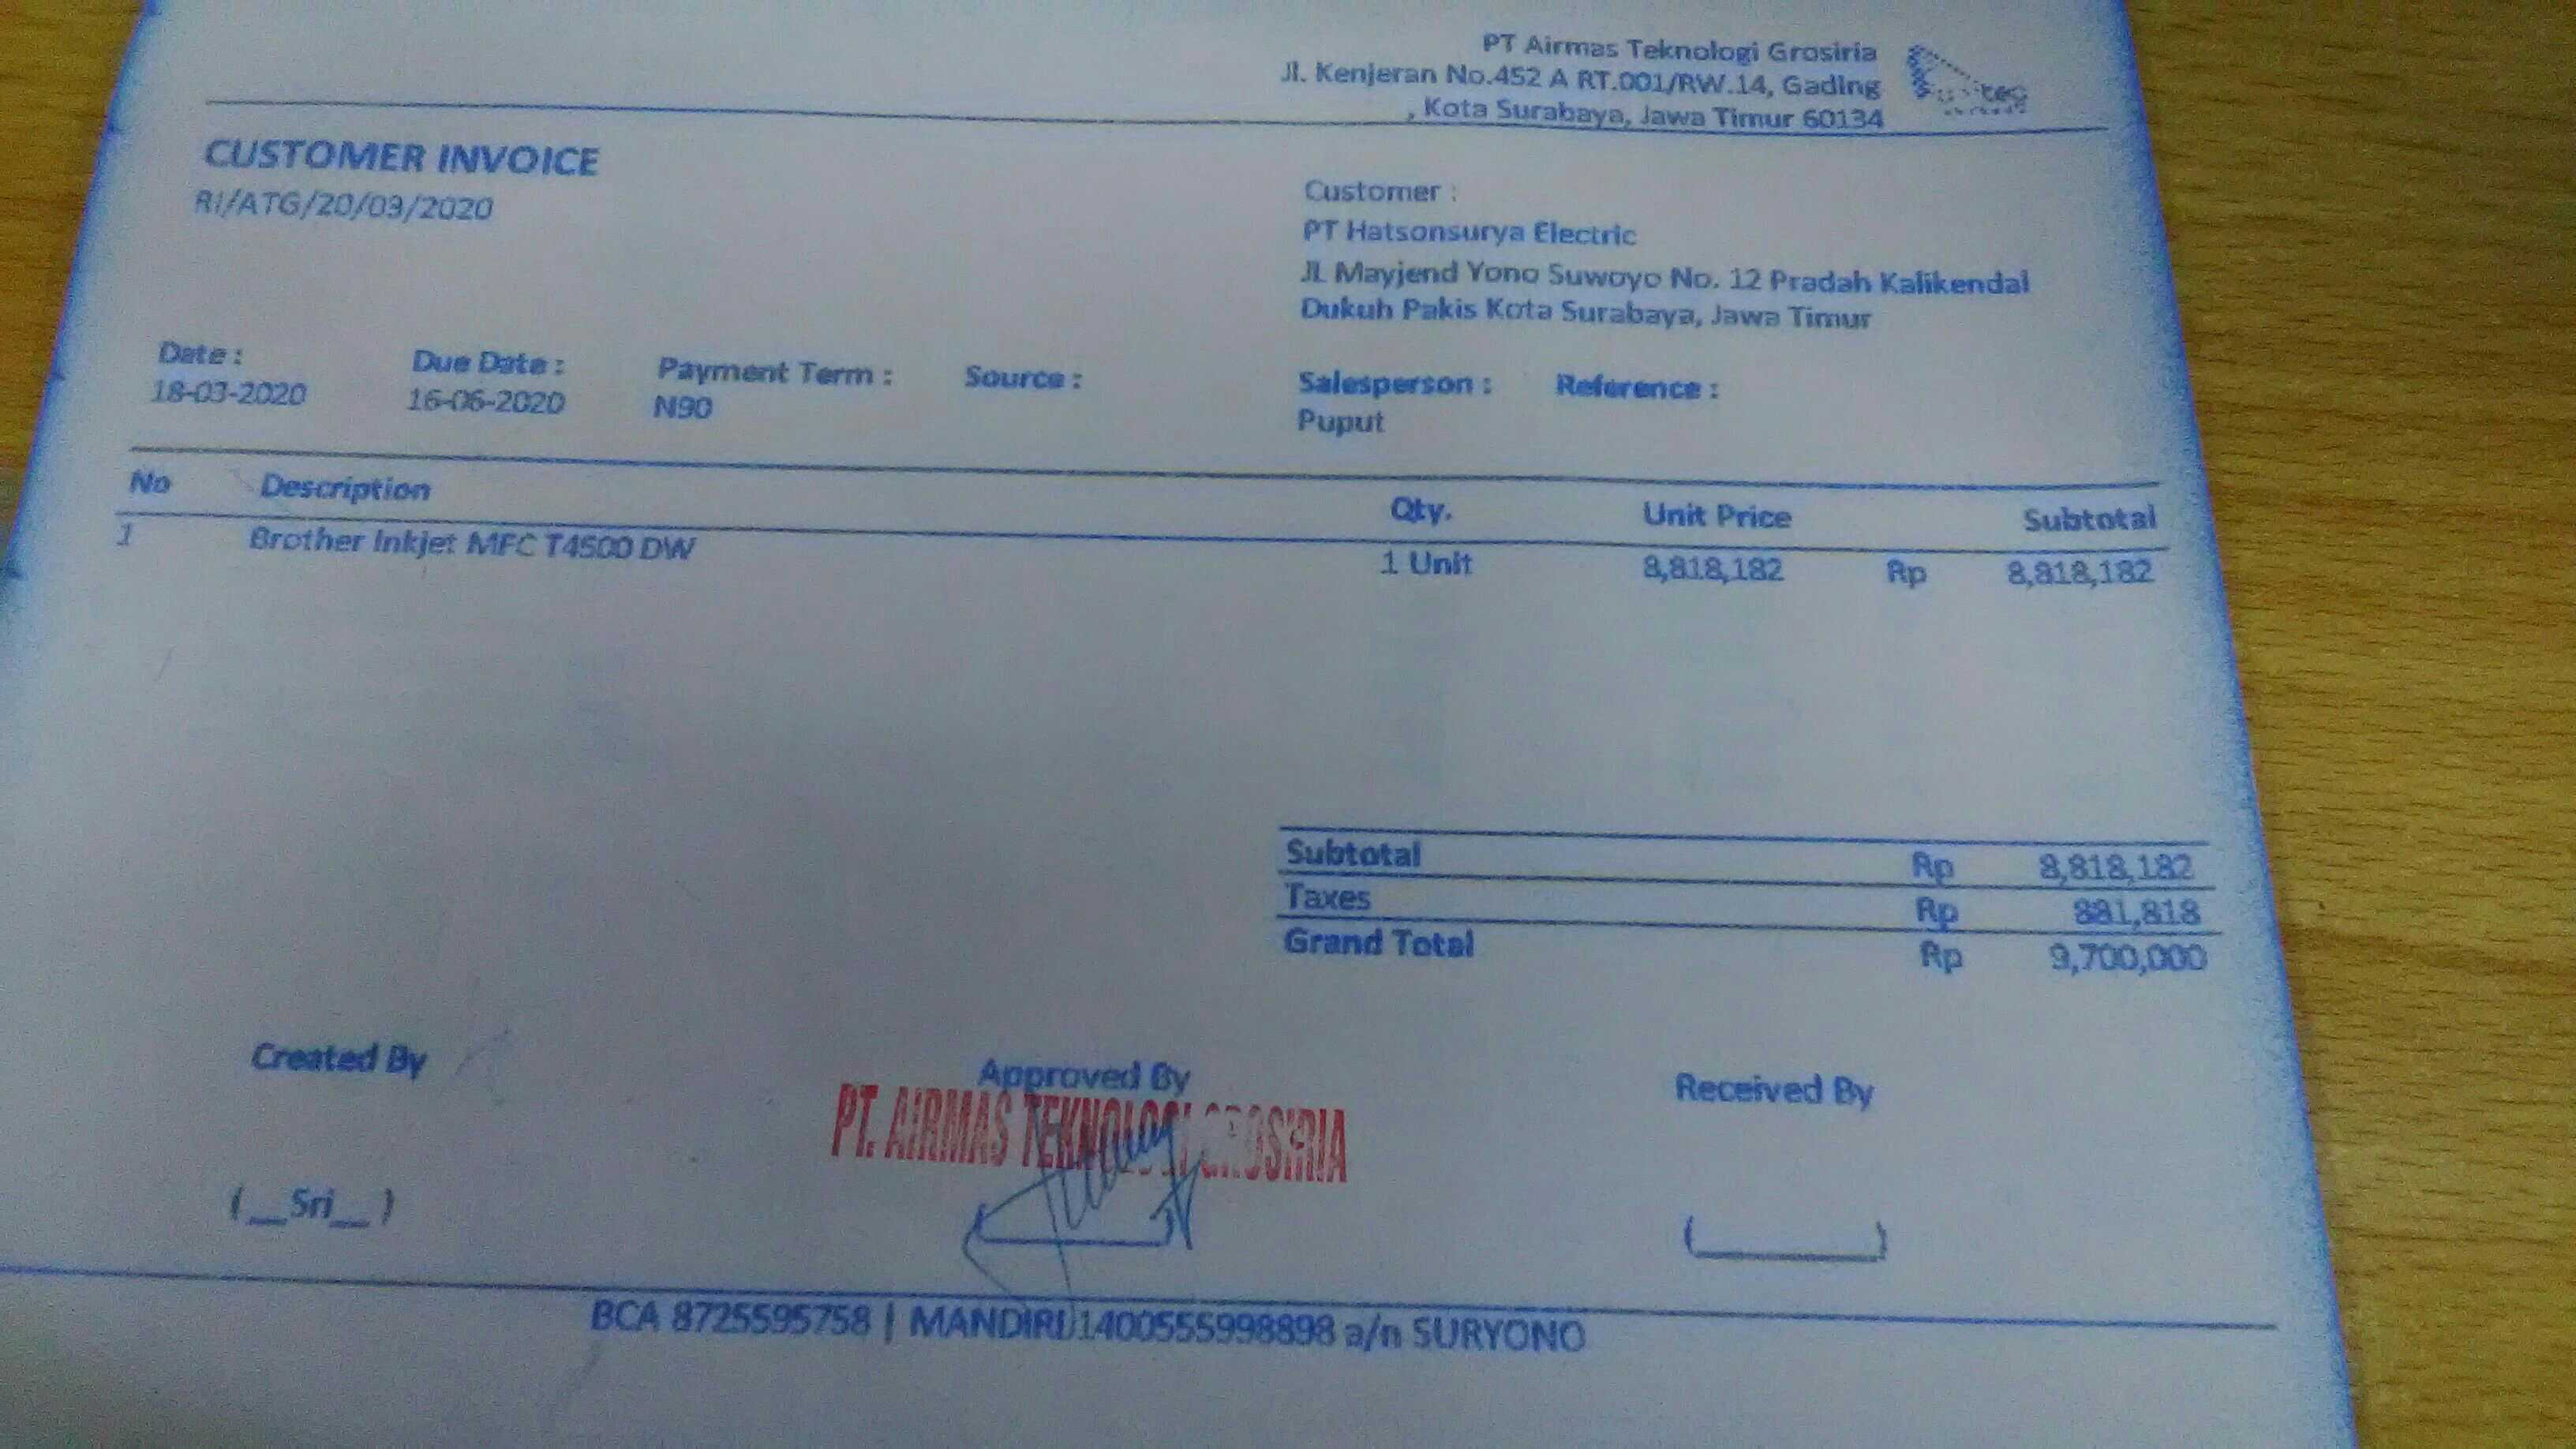 PT Airmas Teknologi Grosiria
Jl. Kenjeran No.452 A RT.001/RW.14, Gading
, Kota Surabaya, Jawa Timur 60134
CUSTOMER INVOICE
RI/ATG/20/03/2020
Customer :
PT Hatsonsurya Electric
Jl. Mayjend Yono Suwoyo No. 12 Pradah Kalikendal
Dukuh Pakis Kota Surabaya, Jawa Timur
Date : Due Date : Payment Term : Source : Salesperson : Reference :
18-03-2020 16-06-2020 N90 Puput
No Description Qty. Unit Price Subtotal
1 Brother Inkjet MFC T4500 DW 1 Unit 8,818,182 Rp 8,818,182
Subtotal Rp 8,818,182
Taxes Rp 881,818
Grand Total Rp 9,700,000
Created By Approved By Received By
PT. AIRMAS TEKNOLOGI GROSIRIA
(__Sri__)
BCA 8725595758 | MANDIRI 1400555998898 a/n SURYONO